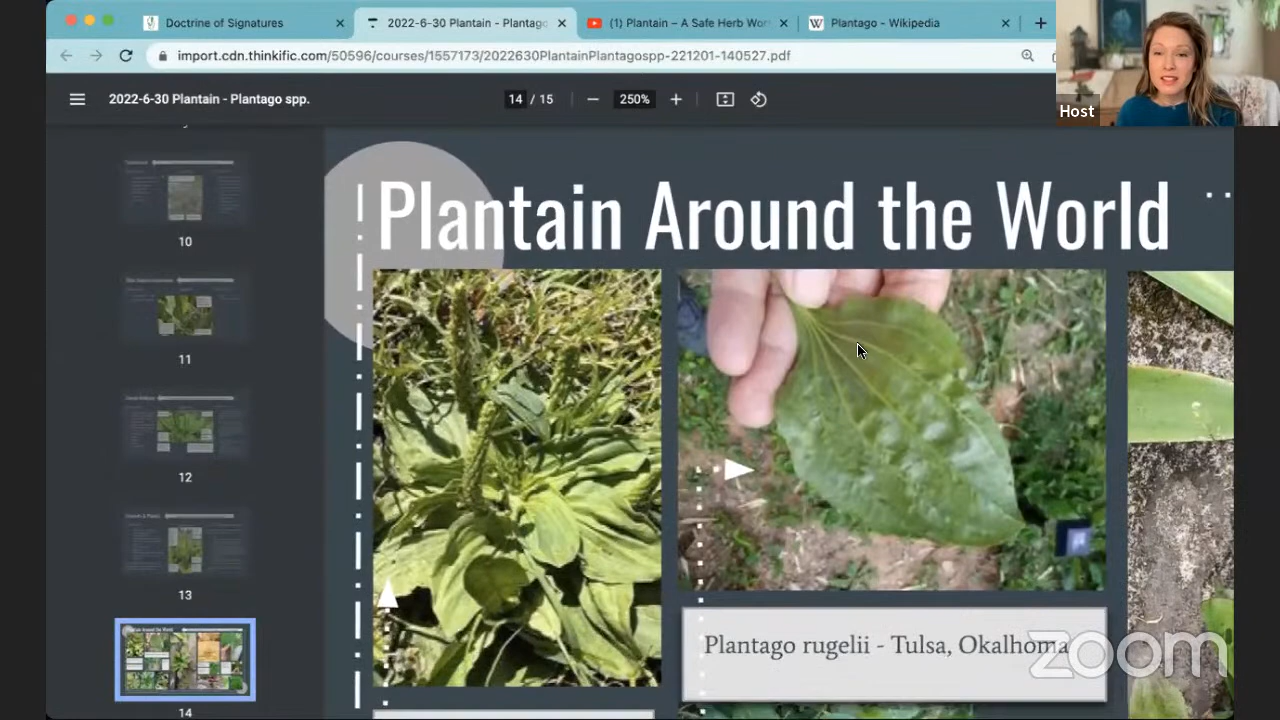 Doctrine of Signatures
2022-6-30 Plantain - Plantago
(1) Plantain – A Safe Herb Wor
Plantago - Wikipedia
import.cdn.thinkific.com/50596/courses/1557173/2022630PlantainPlantagospp-221201-140527.pdf
2022-6-30 Plantain - Plantago spp.
14 / 15
250%
Host
Plantain Around the World
10
11
12
13
14
Plantago rugelii - Tulsa, Okalhoma
zoom